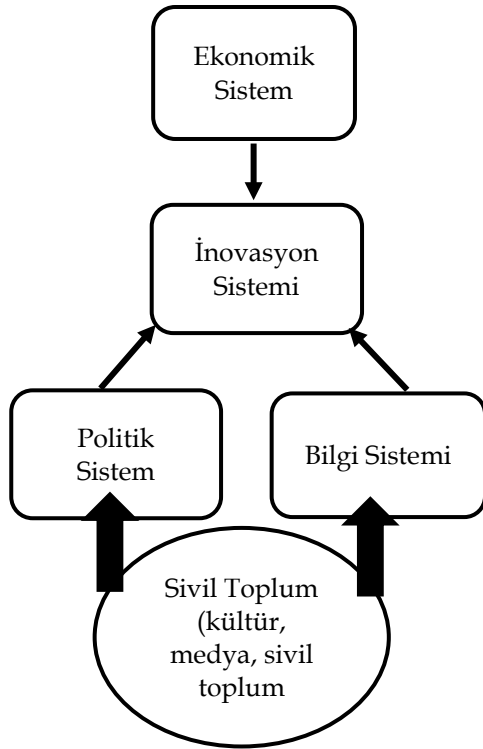 Ekonomik
Sistem
İnovasyon
Sistemi
Politik
Sistem
Bilgi Sistemi
Sivil Toplum
(kültür,
medya, sivil
toplum